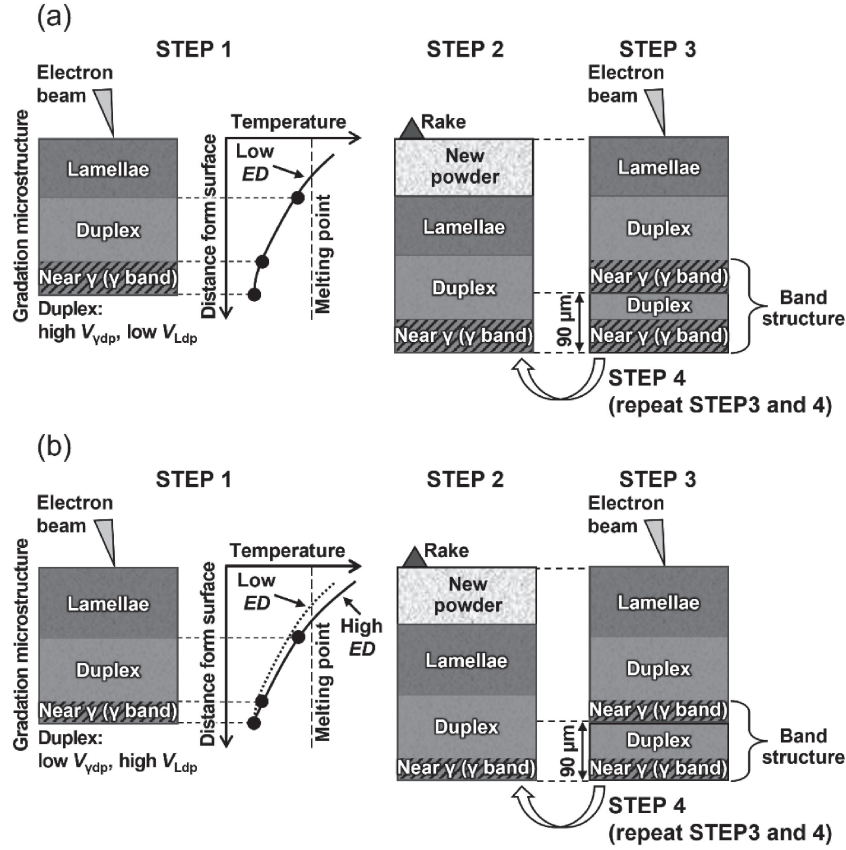 (a)
STEP 1
STEP 2
STEP 3
Electron
beam
Gradation microstructure
Lamellae
Duplex
Near γ (γ band)
Duplex:
high Vγdp, low VLdp
Temperature
Distance form surface
Low
ED
Melting point
Rake
New
powder
Lamellae
Duplex
Near γ (γ band)
Electron
beam
Lamellae
Duplex
Near γ (γ band)
Duplex
Near γ (γ band)
90 μm
Band
structure
STEP 4
(repeat STEP3 and 4)
(b)
STEP 1
STEP 2
STEP 3
Electron
beam
Gradation microstructure
Lamellae
Duplex
Near γ (γ band)
Duplex:
low Vγdp, high VLdp
Temperature
Distance form surface
Low
ED
High
ED
Melting point
Rake
New
powder
Lamellae
Duplex
Near γ (γ band)
Electron
beam
Lamellae
Duplex
Near γ (γ band)
Duplex
Near γ (γ band)
90 μm
Band
structure
STEP 4
(repeat STEP3 and 4)